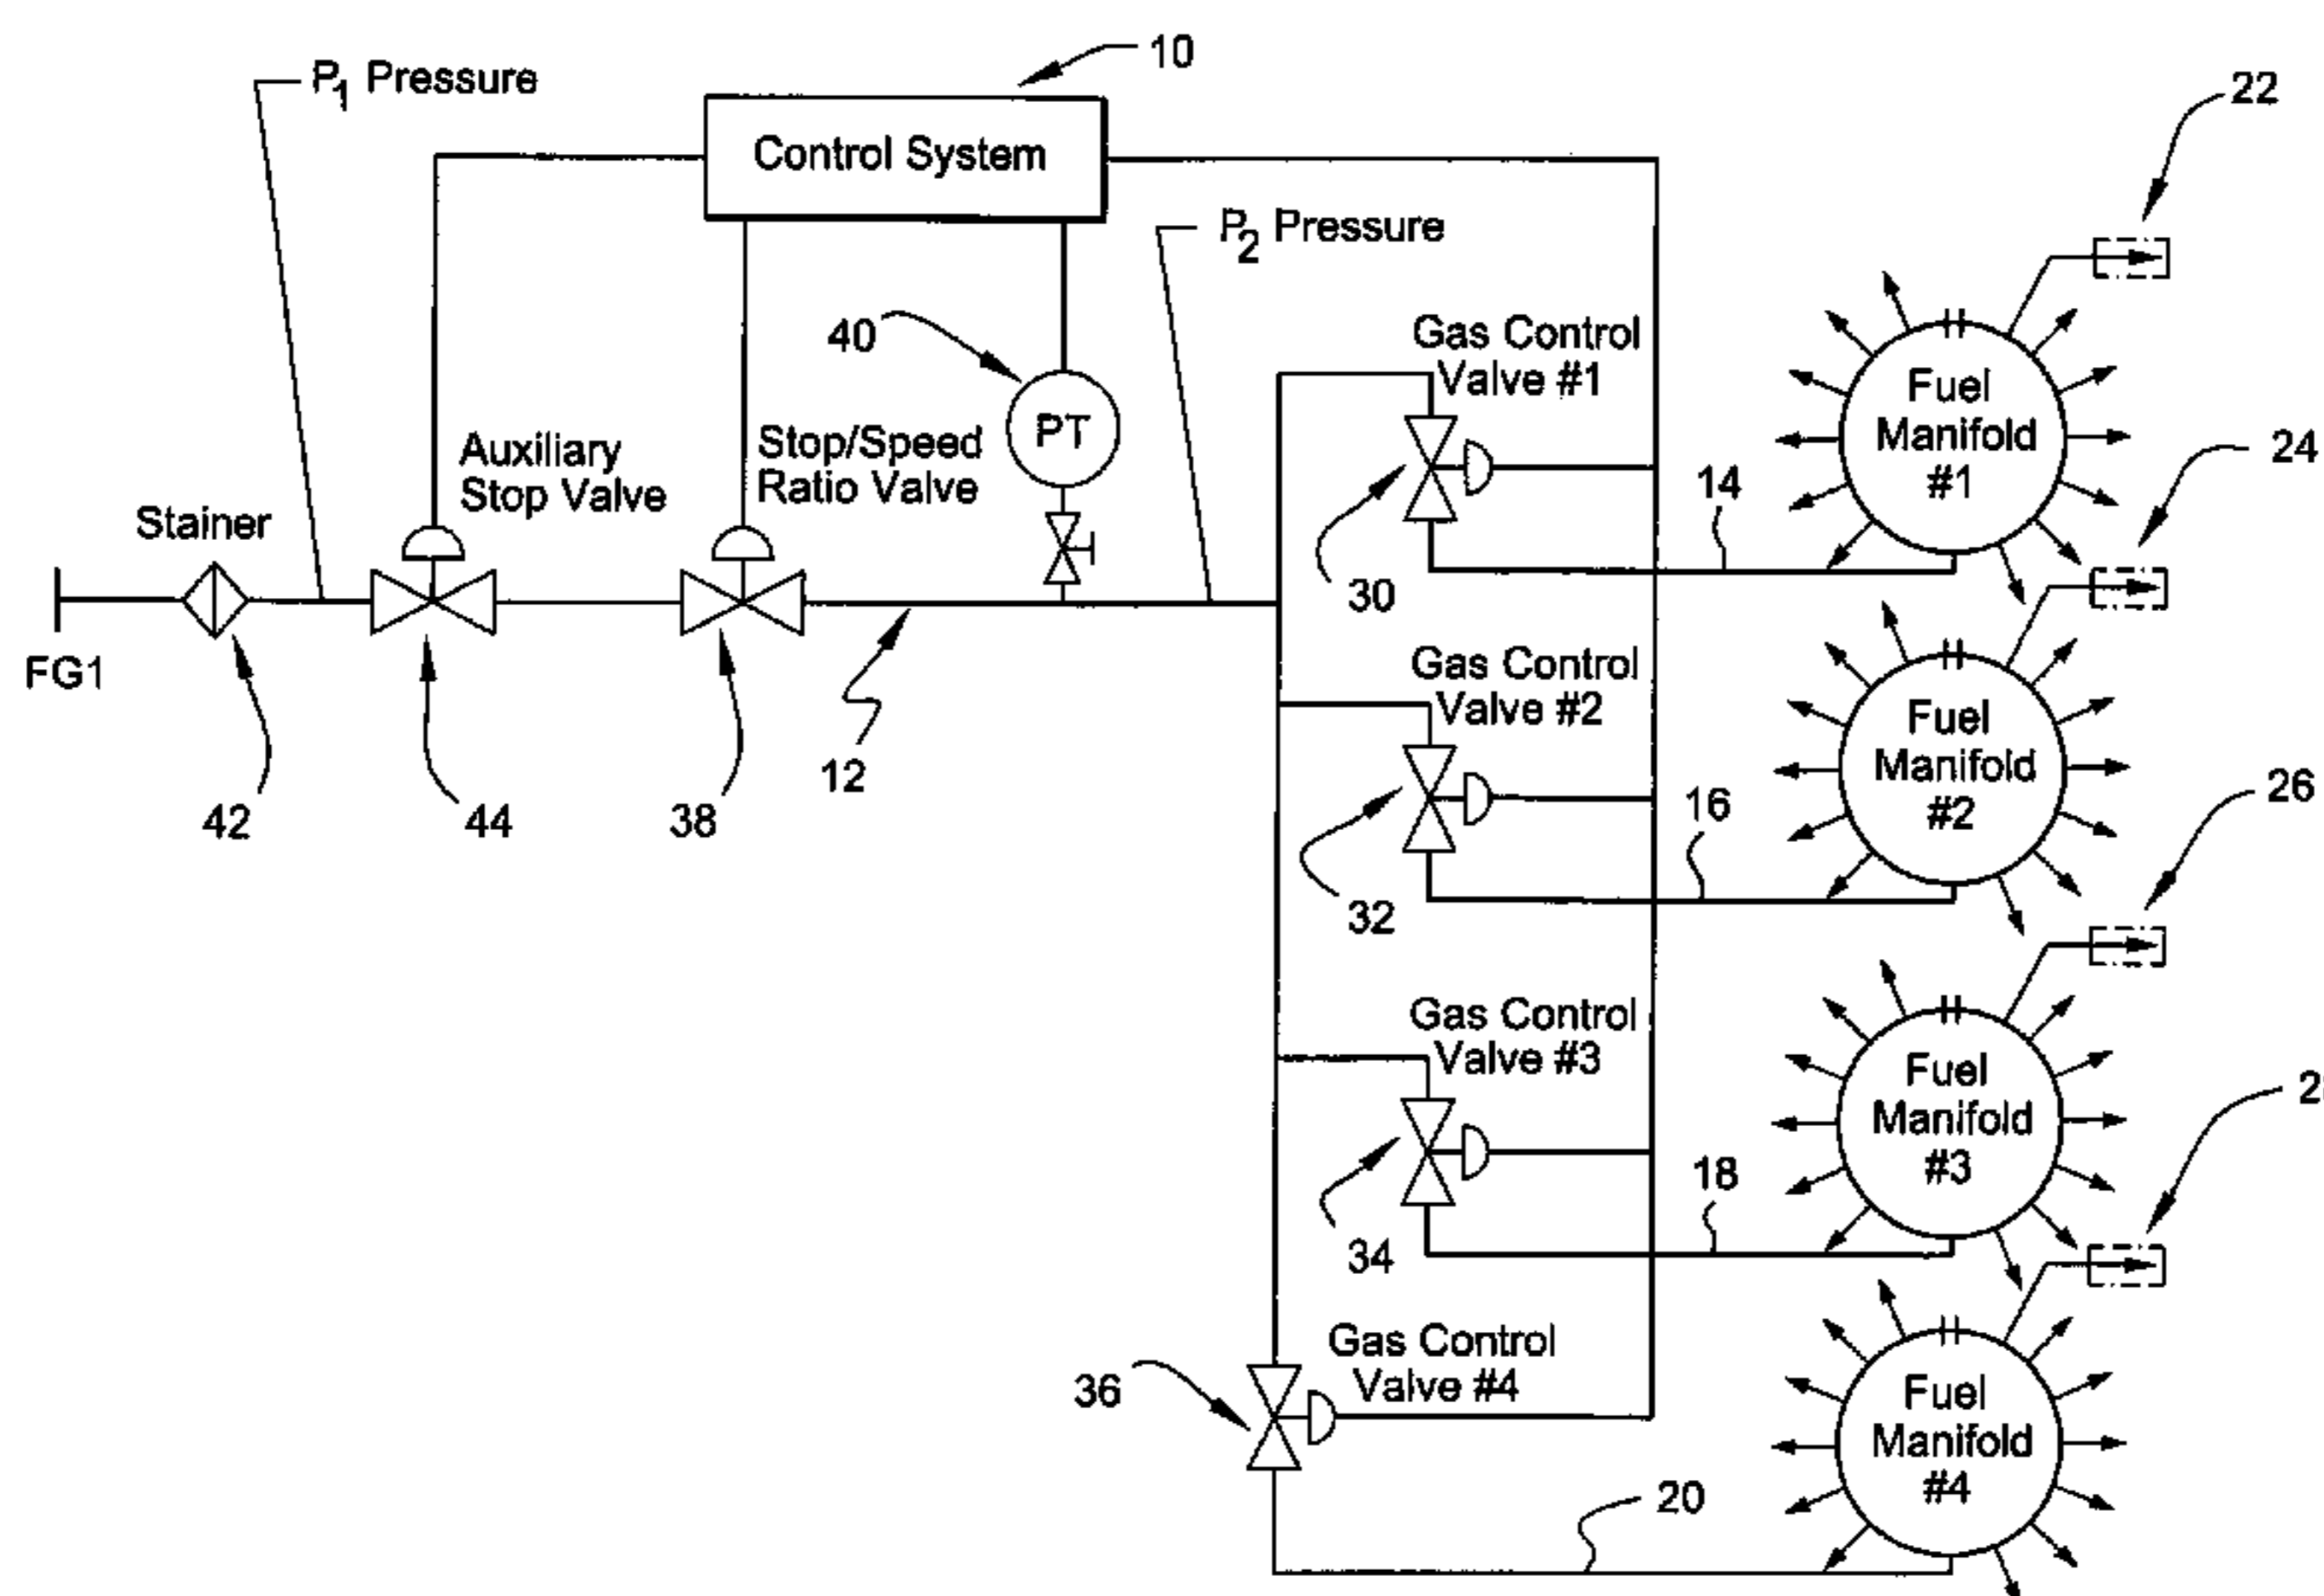 10
P1 Pressure
22
Control System
P2 Pressure
40
Gas Control
Valve #1
Fuel
Manifold
#1
PT
Auxiliary
Stop Valve
Stop/Speed
Ratio Valve
24
14
Stainer
30
FG1
Gas Control
Valve #2
Fuel
Manifold
#2
12
26
16
42
44
38
32
Gas Control
Valve #3
Fuel
Manifold
#3
18
34
Gas Control
Valve #4
36
Fuel
Manifold
#4
20